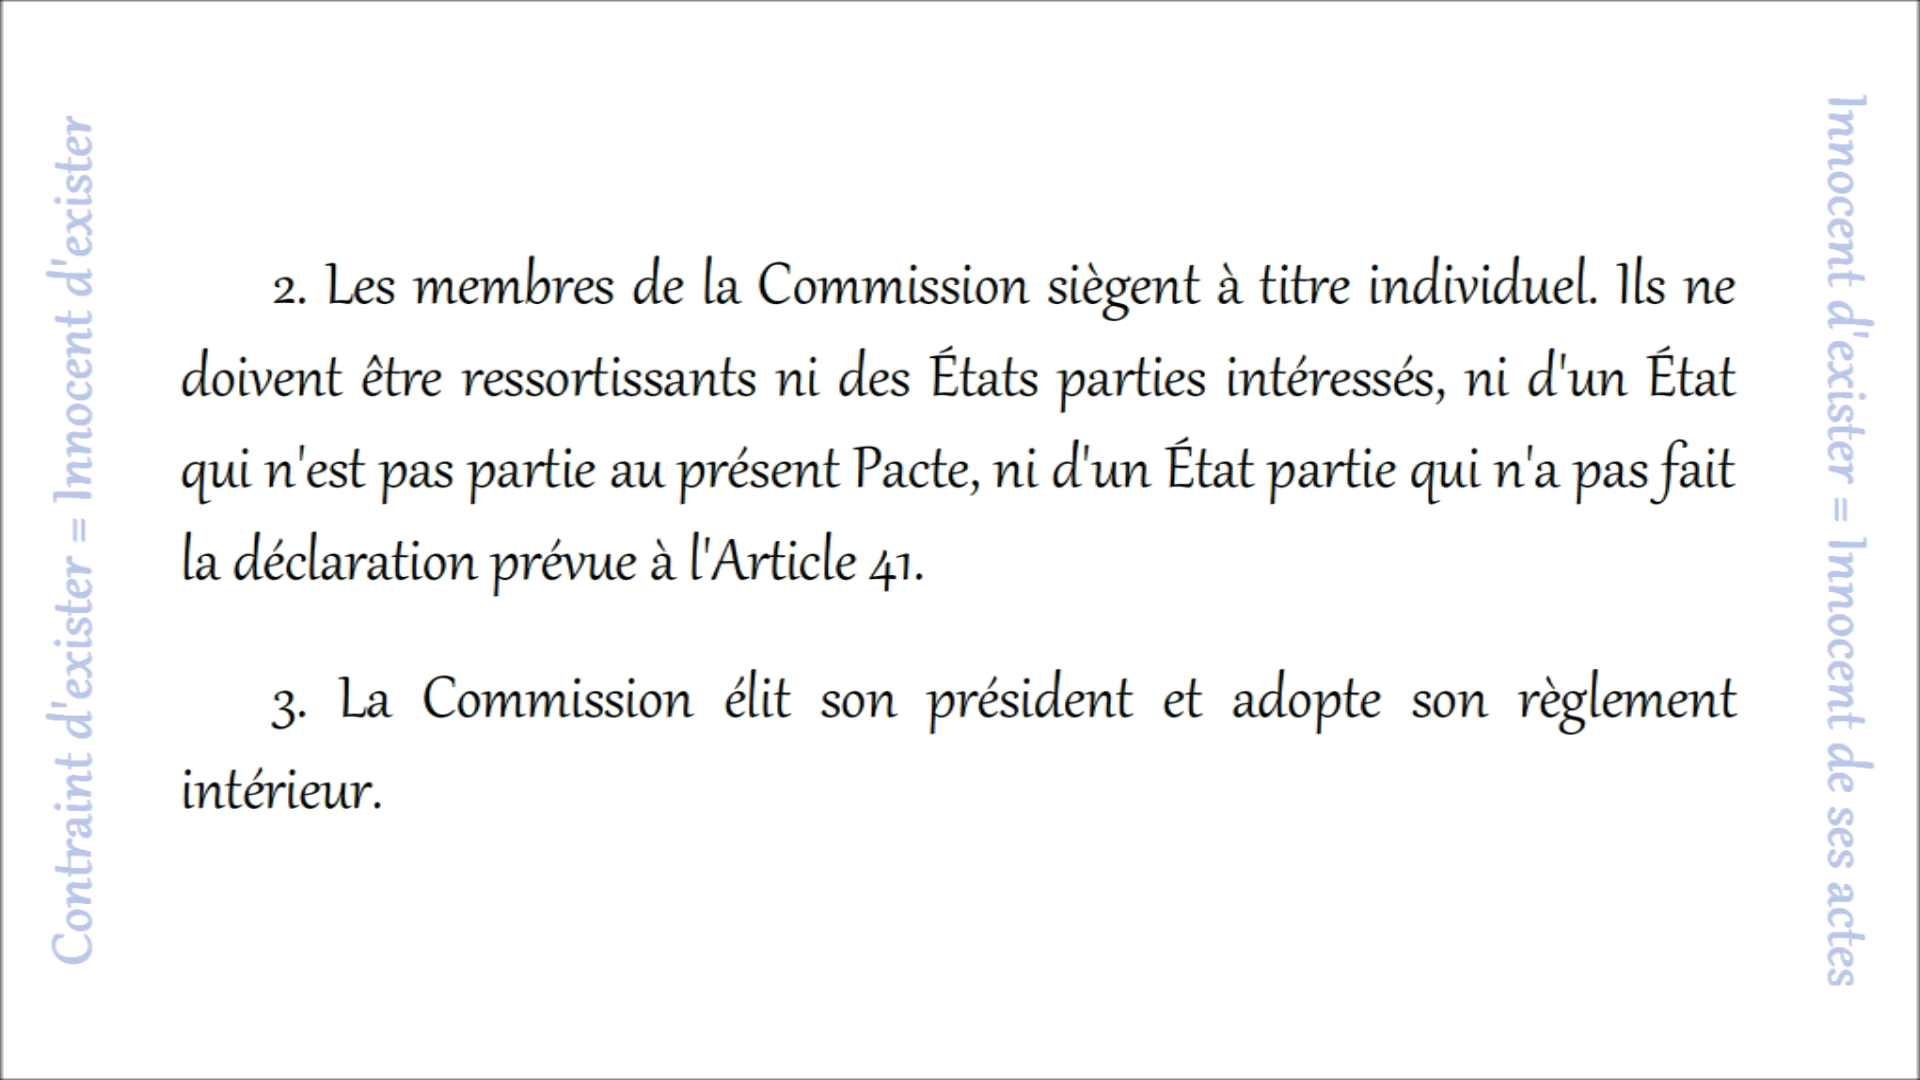 Contraint d'exister = Innocent d'exister
2. Les membres de la Commission siègent à titre individuel. Ils ne
doivent être ressortissants ni des États parties intéressés, ni d'un État
qui n'est pas partie au présent Pacte, ni d'un État partie qui n'a pas fait
la déclaration prévue à l'Article 41.
3. La Commission élit son président et adopte son règlement
intérieur.
Innocent d'exister = Innocent de ses actes